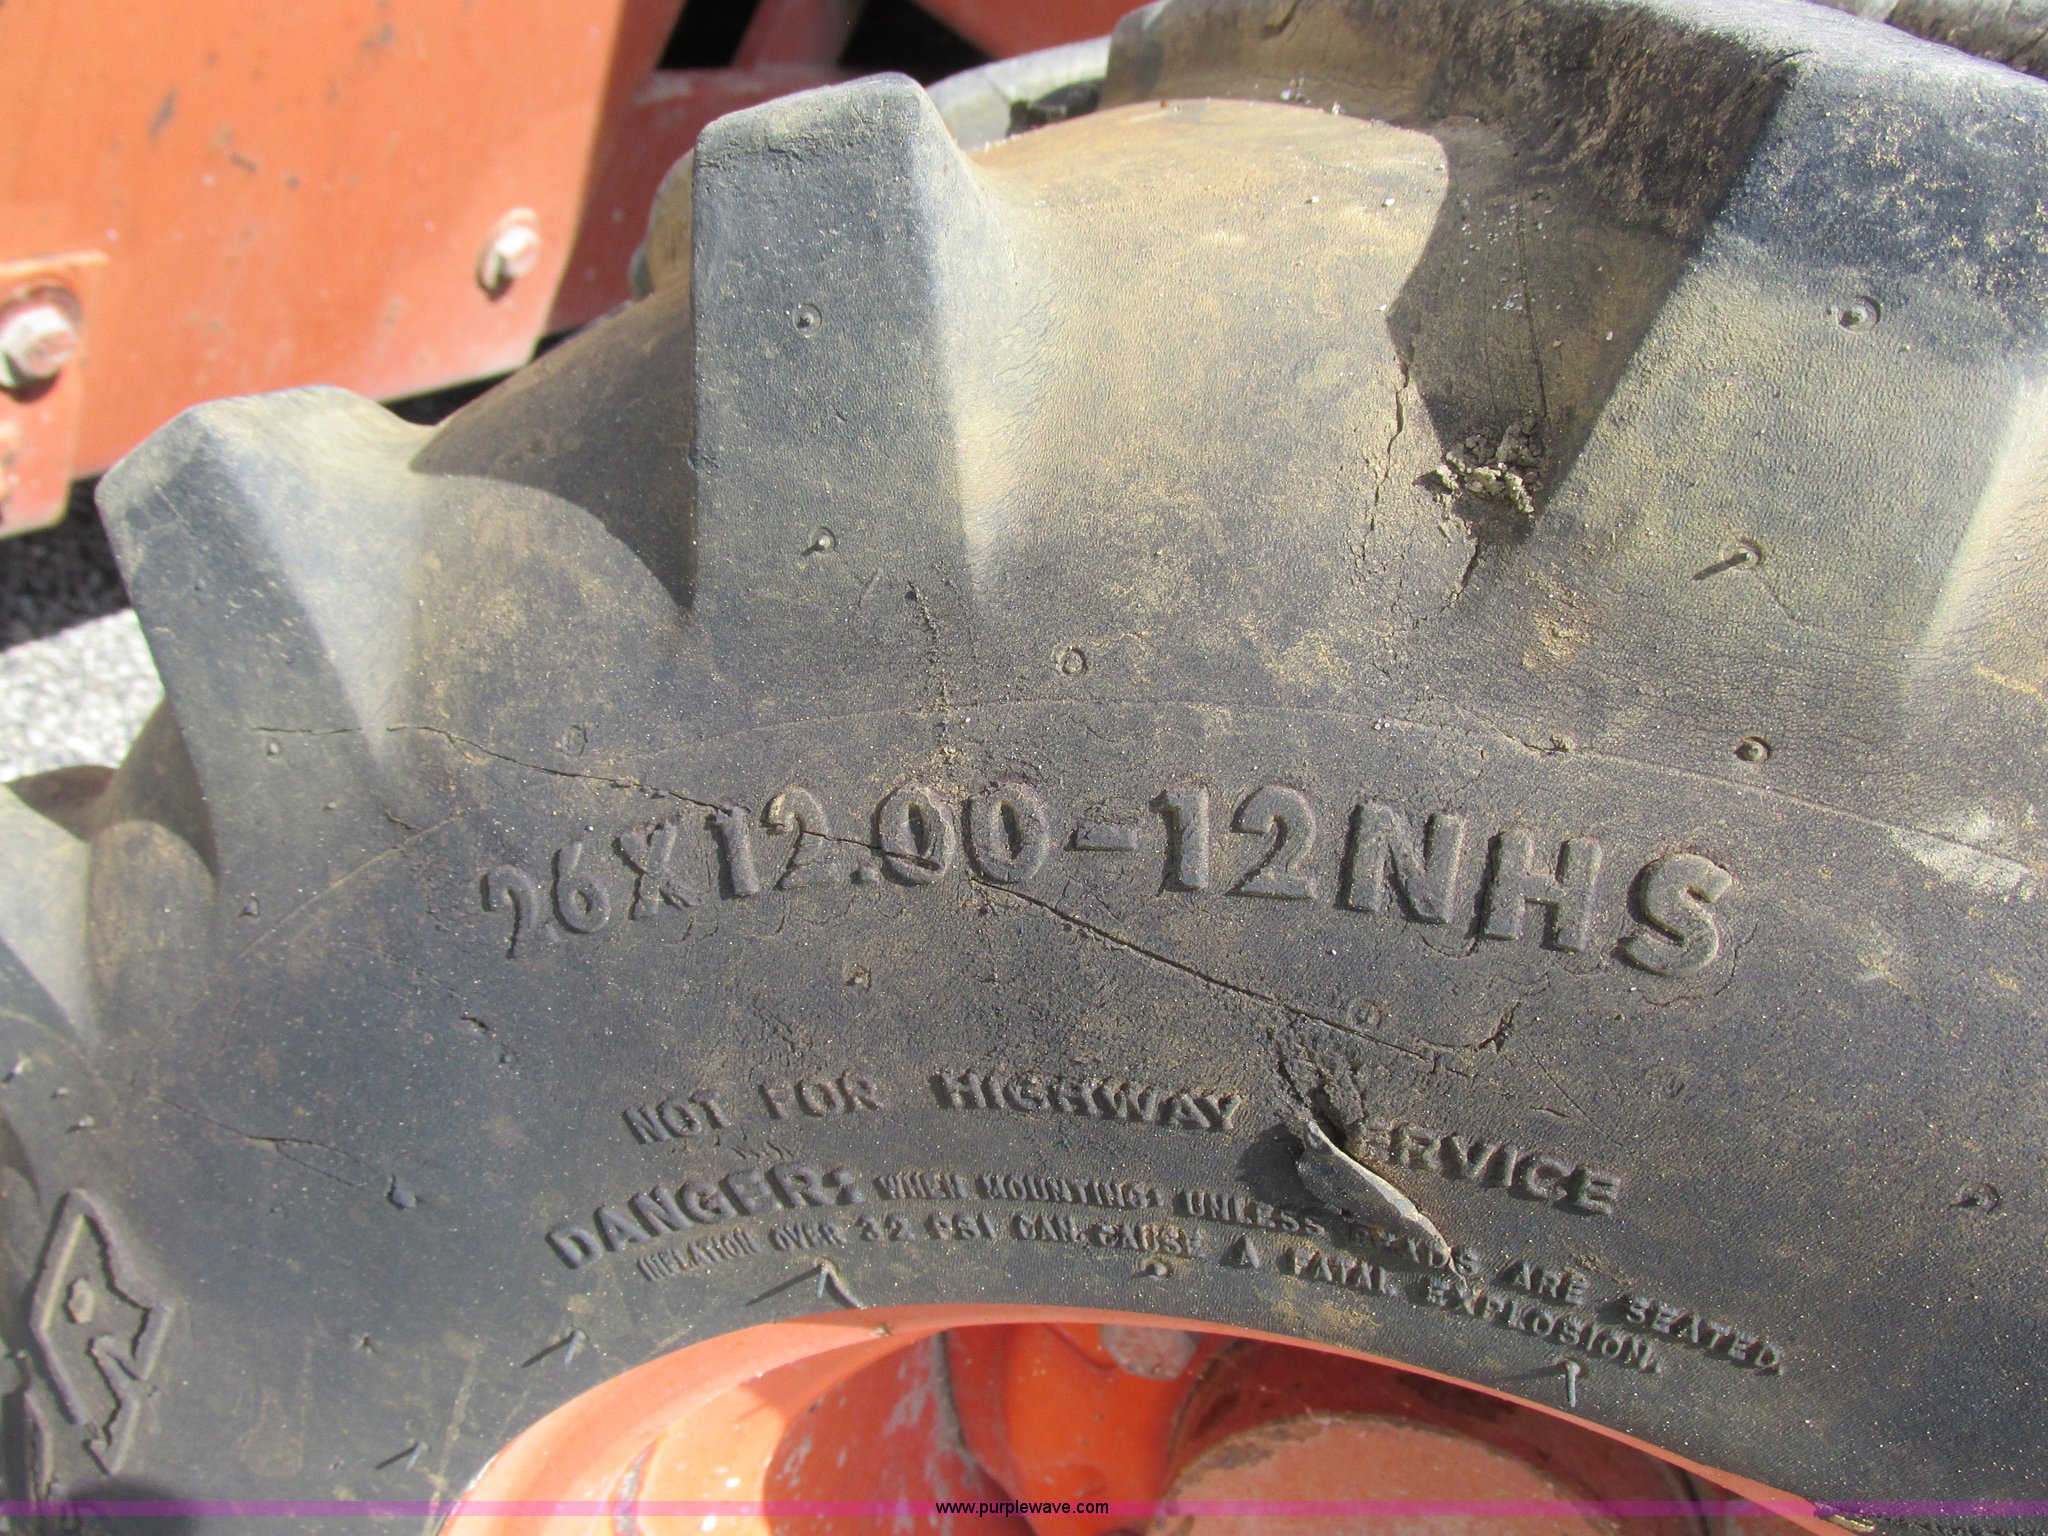 26X12.00-12NHS
NOT FOR HIGHWAY SERVICE
DANGER: WHEN MOUNTING: UNLESS BEADS ARE SEATED,
INFLATION OVER 32 PSI CAN CAUSE A FATAL EXPLOSION.
www.purplewave.com